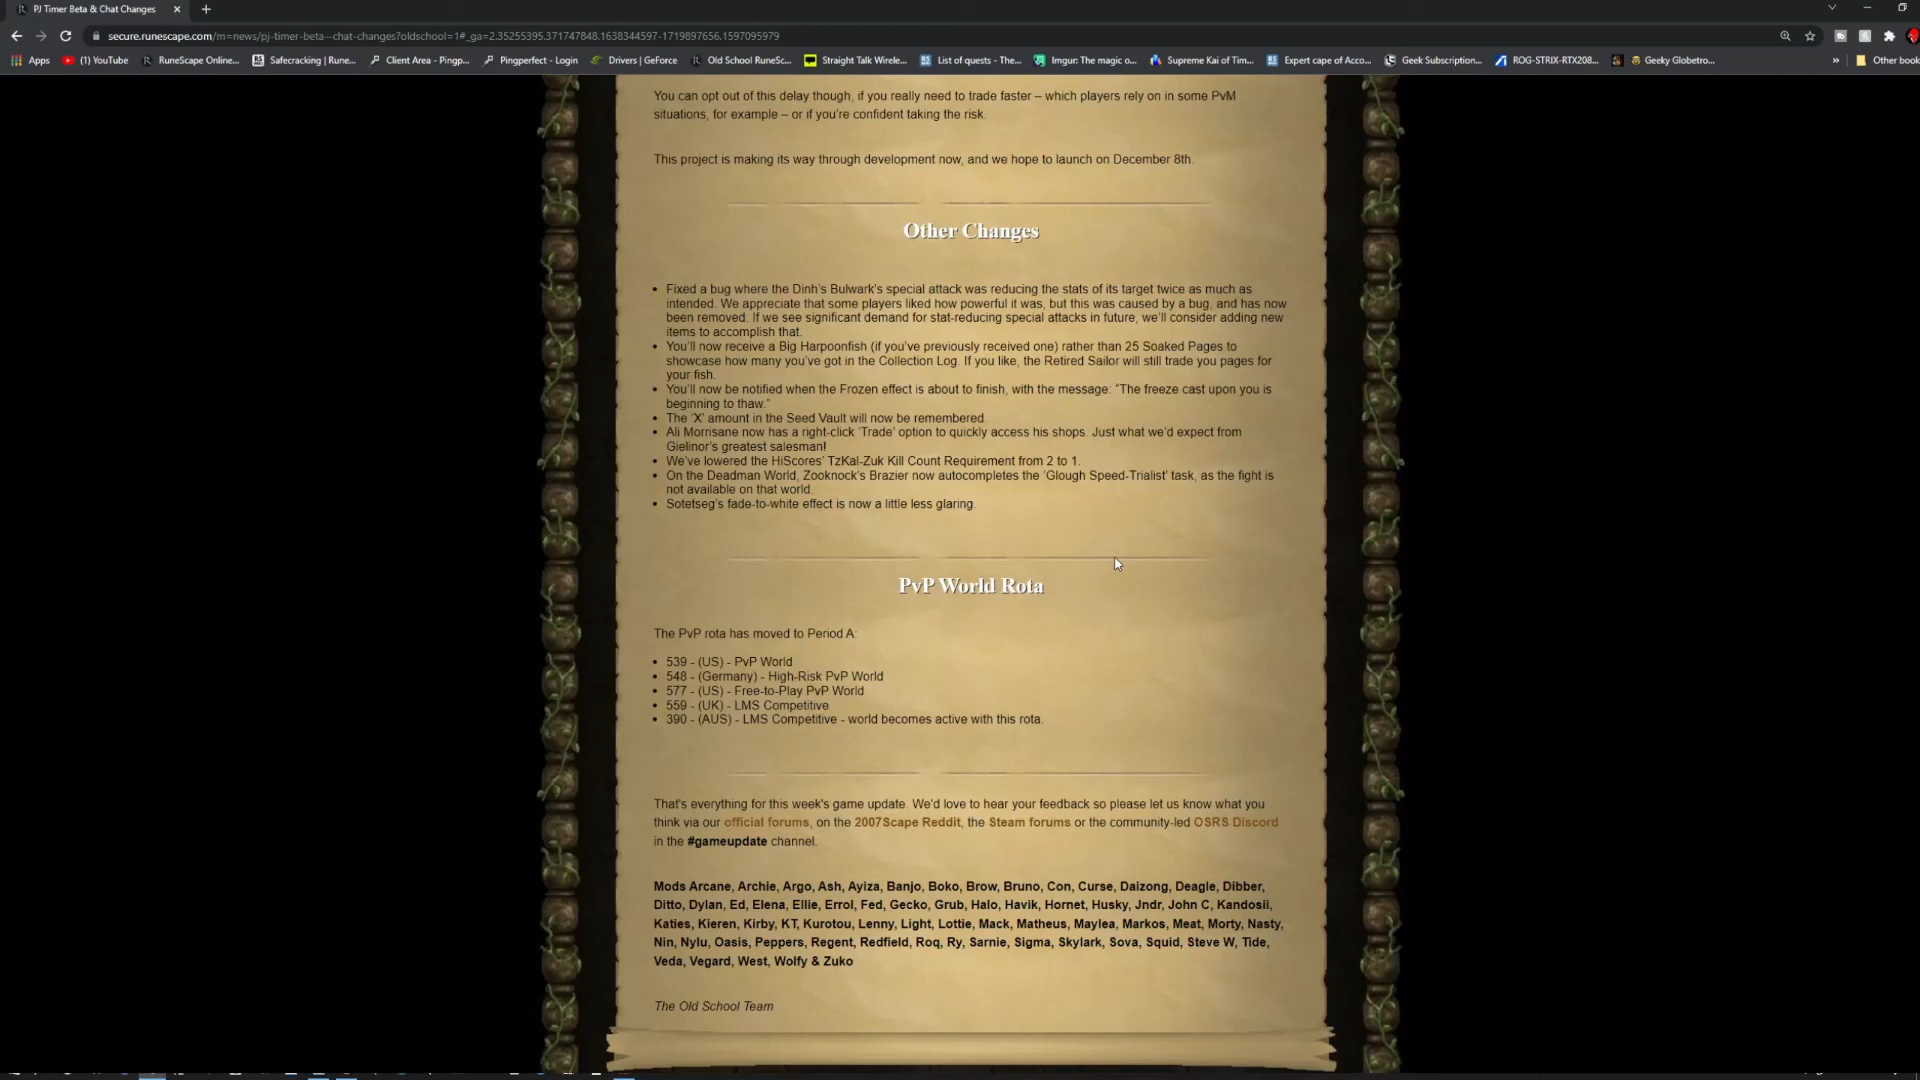 PJ Timer Beta & Chat Changes
secure.runescape.com/m=news/pj-timer-beta--chat-changes?oldschool=1#_ga=2.35255395.371747848.1638344597-1719897656.1597095979
Apps (1) YouTube RuneScape Online... Safecracking | Rune... Client Area - Pingp... Pingperfect - Login Drivers | GeForce Old School RuneSc... Straight Talk Wirele... List of quests - The... Imgur: The magic o... Supreme Kai of Tim... Expert cape of Acco... Geek Subscription... ROG-STRIX-RTX208... Geeky Globetro... » Other book
You can opt out of this delay though, if you really need to trade faster – which players rely on in some PvM
situations, for example – or if you're confident taking the risk.
This project is making its way through development now, and we hope to launch on December 8th.
Other Changes
• Fixed a bug where the Dinh's Bulwark's special attack was reducing the stats of its target twice as much as
intended. We appreciate that some players liked how powerful it was, but this was caused by a bug, and has now
been removed. If we see significant demand for stat-reducing special attacks in future, we'll consider adding new
items to accomplish that.
• You'll now receive a Big Harpoonfish (if you've previously received one) rather than 25 Soaked Pages to
showcase how many you've got in the Collection Log. If you like, the Retired Sailor will still trade you pages for
your fish.
• You'll now be notified when the Frozen effect is about to finish, with the message: “The freeze cast upon you is
beginning to thaw.”
• The ‘X’ amount in the Seed Vault will now be remembered.
• Ali Morrisane now has a right-click ‘Trade’ option to quickly access his shops. Just what we'd expect from
Gielinor's greatest salesman!
• We've lowered the HiScores' TzKal-Zuk Kill Count Requirement from 2 to 1.
• On the Deadman World, Zooknock's Brazier now autocompletes the ‘Glough Speed-Trialist’ task, as the fight is
not available on that world.
• Sotetseg's fade-to-white effect is now a little less glaring.
PvP World Rota
The PvP rota has moved to Period A:
• 539 - (US) - PvP World
• 548 - (Germany) - High-Risk PvP World
• 577 - (US) - Free-to-Play PvP World
• 559 - (UK) - LMS Competitive
• 390 - (AUS) - LMS Competitive - world becomes active with this rota.
That's everything for this week's game update. We'd love to hear your feedback so please let us know what you
think via our official forums, on the 2007Scape Reddit, the Steam forums or the community-led OSRS Discord
in the #gameupdate channel.
Mods Arcane, Archie, Argo, Ash, Ayiza, Banjo, Boko, Brow, Bruno, Con, Curse, Daizong, Deagle, Dibber,
Ditto, Dylan, Ed, Elena, Ellie, Errol, Fed, Gecko, Grub, Halo, Havik, Hornet, Husky, Jndr, John C, Kandosii,
Katies, Kieren, Kirby, KT, Kurotou, Lenny, Light, Lottie, Mack, Matheus, Maylea, Markos, Meat, Morty, Nasty,
Nin, Nylu, Oasis, Peppers, Regent, Redfield, Roq, Ry, Sarnie, Sigma, Skylark, Sova, Squid, Steve W, Tide,
Veda, Vegard, West, Wolfy & Zuko
The Old School Team